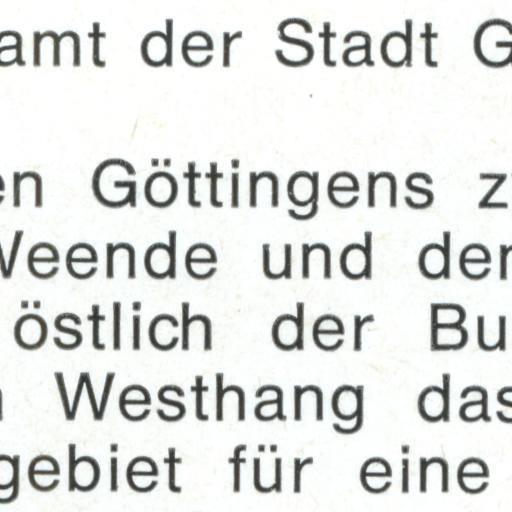 amt der Stadt G
en Göttingens z
Weende und der
östlich der Bu
Westhang das
gebiet für eine